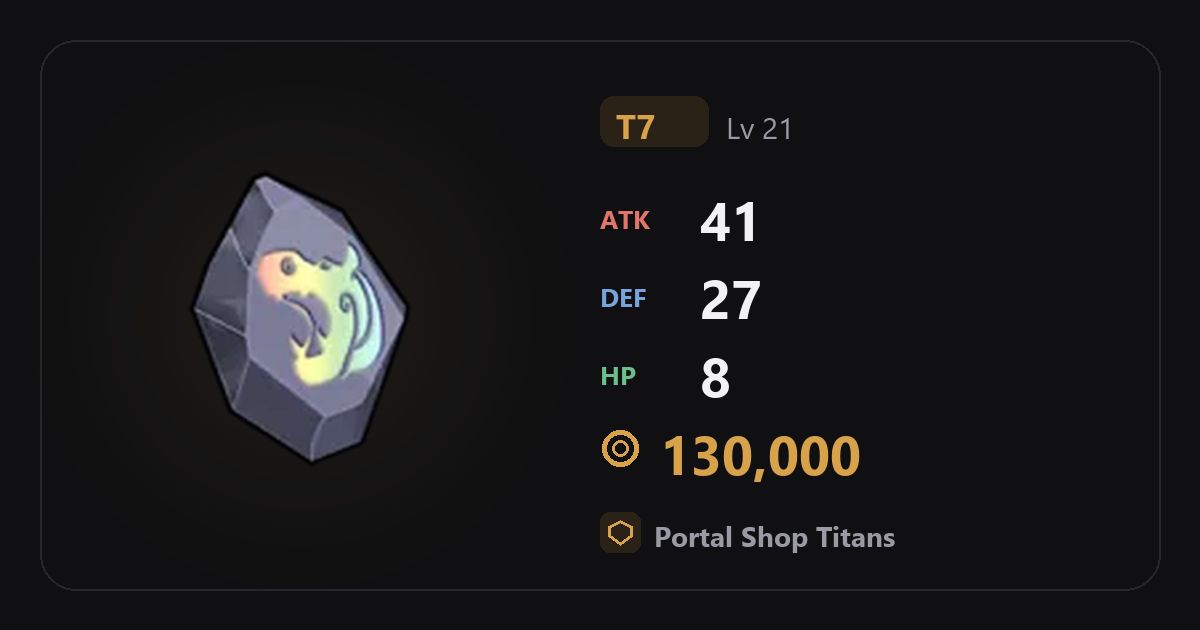 T7 Lv 21
ATK 41
DEF 27
HP 8
130,000
Portal Shop Titans